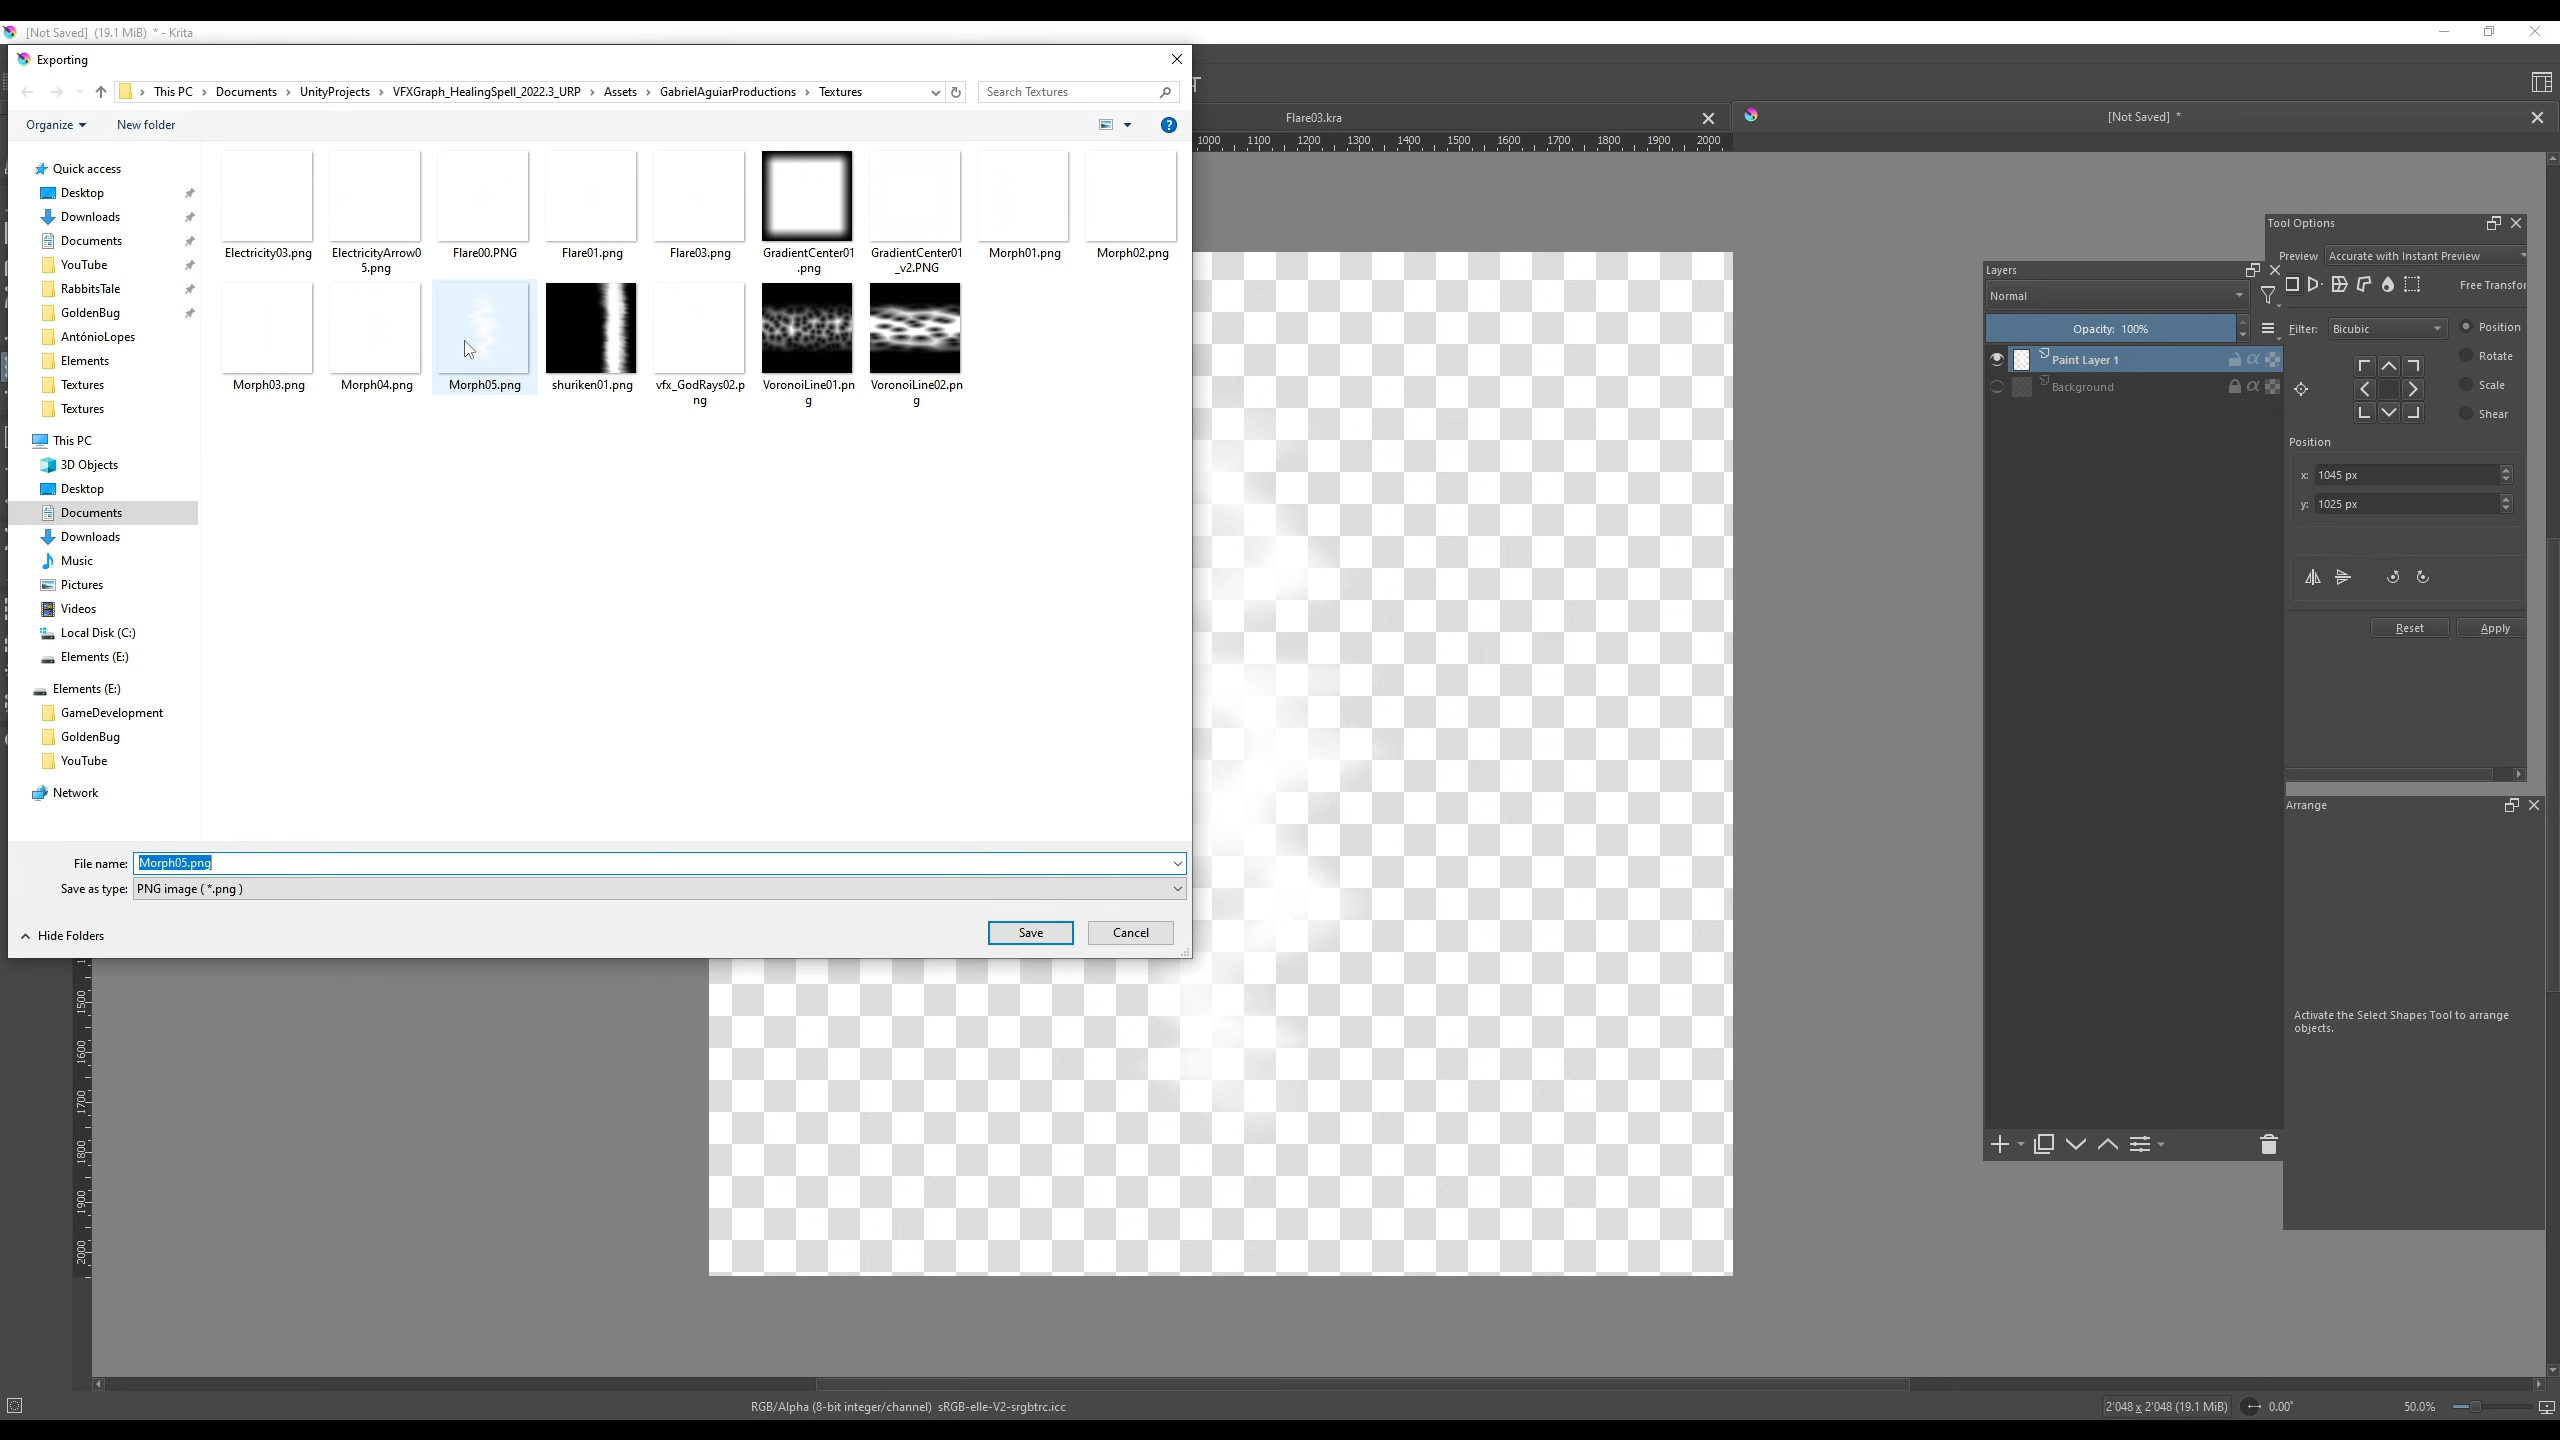 [Not Saved]  (19.1 MiB)  * - Krita
Exporting
This PC > Documents > UnityProjects > VFXGraph_HealingSpell_2022.3_URP > Assets > GabrielAguiarProductions > Textures
Search Textures
Organize
New folder
Flare03.kra
[Not Saved]  *
1000 1100 1200 1300 1400 1500 1600 1700 1800 1900 2000
Quick access
Desktop
Downloads
Documents
YouTube
RabbitsTale
GoldenBug
AntónioLopes
Elements
Textures
Textures
This PC
3D Objects
Desktop
Documents
Downloads
Music
Pictures
Videos
Local Disk (C:)
Elements (E:)
Elements (E:)
GameDevelopment
GoldenBug
YouTube
Network
Electricity03.png
ElectricityArrow0
5.png
Flare00.PNG
Flare01.png
Flare03.png
GradientCenter01
.png
GradientCenter01
_v2.PNG
Morph01.png
Morph02.png
Morph03.png
Morph04.png
Morph05.png
shuriken01.png
vfx_GodRays02.p
ng
VoronoiLine01.pn
g
VoronoiLine02.pn
g
File name: Morph05.png
Save as type: PNG image ( *.png )
Hide Folders
Save
Cancel
Layers
Normal
Opacity: 100%
Paint Layer 1
Background
Tool Options
Preview Accurate with Instant Preview
Free Transfor
Filter: Bicubic
Position
Rotate
Scale
Shear
Position
x: 1045 px
y: 1025 px
Reset
Apply
Arrange
Activate the Select Shapes Tool to arrange
objects.
1500
1600
1700
1800
1900
2000
RGB/Alpha (8-bit integer/channel)  sRGB-elle-V2-srgbtrc.icc
2'048 x 2'048 (19.1 MiB)
0.00°
50.0%